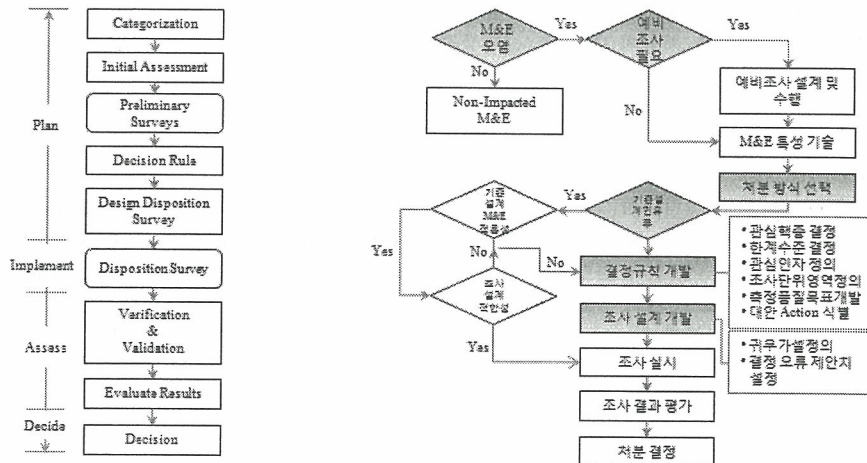 Categorization
Initial Assessment
Preliminary
Surveys
Plan
Decision Rule
Design Disposition
Survey
Implement
Disposition Survey
Verification
&
Validation
Assess
Evaluate Results
Decide
Decision
M&E
오염
Yes
예비
조사
필요
Yes
No
Non-Impacted
M&E
No
예비조사 설계 및
수행
M&E 특성 기술
처분 방식 선택
기존
설계
M&E
적용성
Yes
Yes
No
No
조사
설계
적합성
Yes
결정규칙 개발
조사 설계 개발
조사 실시
조사 결과 평가
처분 결정
• 관심핵종 결정
• 한계수준 결정
• 관심인자 정의
• 조사단위영역정의
• 측정품질목표개발
• 대안 Action 식별
• 귀무가설정의
• 결정 오류 제안치
설정